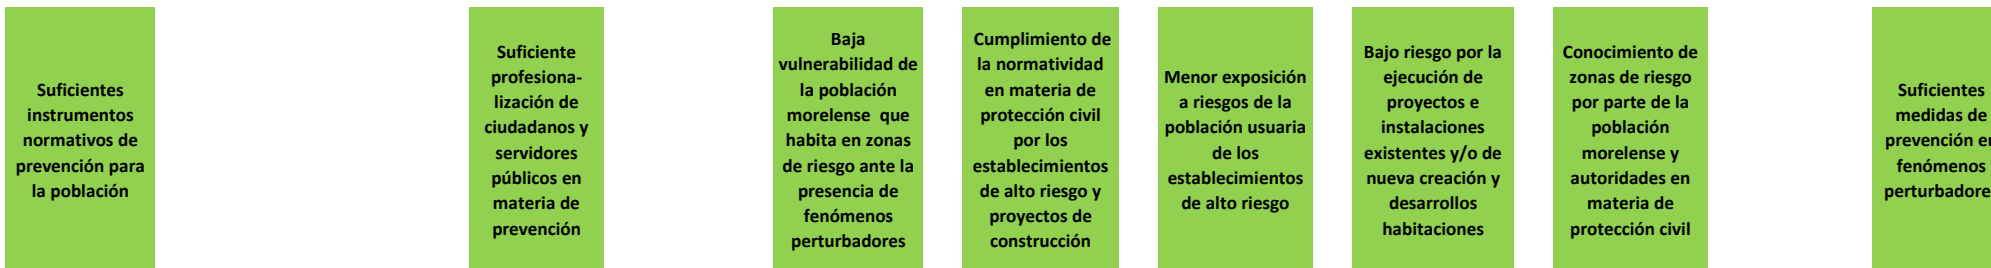 Suficientes
instrumentos
normativos de
prevención para
la población
Suficiente
profesiona-
lización de
ciudadanos y
servidores
públicos en
materia de
prevención
Baja
vulnerabilidad de
la población
morelense que
habita en zonas
de riesgo ante la
presencia de
fenómenos
perturbadores
Cumplimiento de
la normatividad
en materia de
protección civil
por los
establecimientos
de alto riesgo y
proyectos de
construcción
Menor exposición
a riesgos de la
población usuaria
de los
establecimientos
de alto riesgo
Bajo riesgo por la
ejecución de
proyectos e
instalaciones
existentes y/o de
nueva creación y
desarrollos
habitaciones
Conocimiento de
zonas de riesgo
por parte de la
población
morelense y
autoridades en
materia de
protección civil
Suficientes
medidas de
prevención en
fenómenos
perturbadore